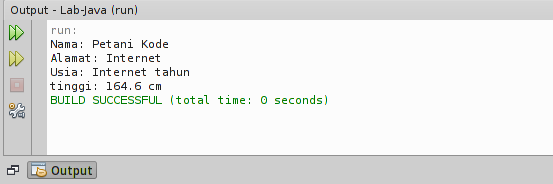 Output - Lab-Java (run)
run:
Nama: Petani Kode
Alamat: Internet
Usia: Internet tahun
tinggi: 164.6 cm
BUILD SUCCESSFUL (total time: 0 seconds)
Output